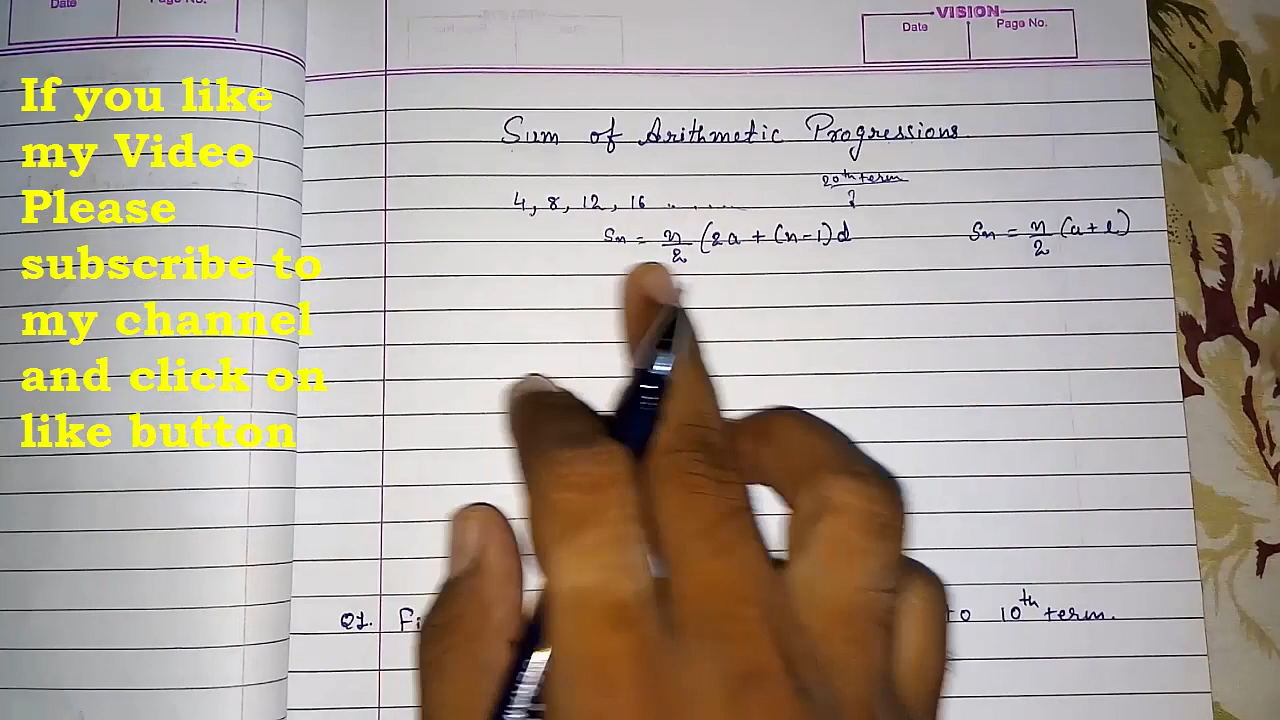 Date
Page No.
VISION
Date Page No.
If you like
my Video
Please
subscribe to
my channel
and click on
like button
Sum of Arithmetic Progressions
20th term
4, 8, 12, 16 ......... ?
Sn = n/2 (2a + (n-1)d Sn = n/2 (a+l)
Q1. to 10th term.